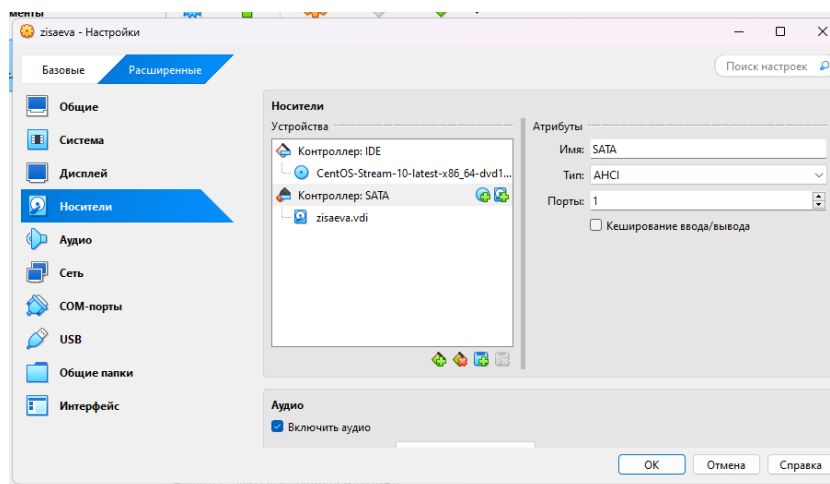 менты
zisaeva - Настройки
Базовые
Расширенные
Поиск настроек
Общие
Система
Дисплей
Носители
Аудио
Сеть
COM-порты
USB
Общие папки
Интерфейс
Носители
Устройства
Контроллер: IDE
CentOS-Stream-10-latest-x86_64-dvd1...
Контроллер: SATA
zisaeva.vdi
Атрибуты
Имя: SATA
Тип: AHCI
Порты: 1
Кеширование ввода/вывода
Аудио
Включить аудио
OK
Отмена
Справка